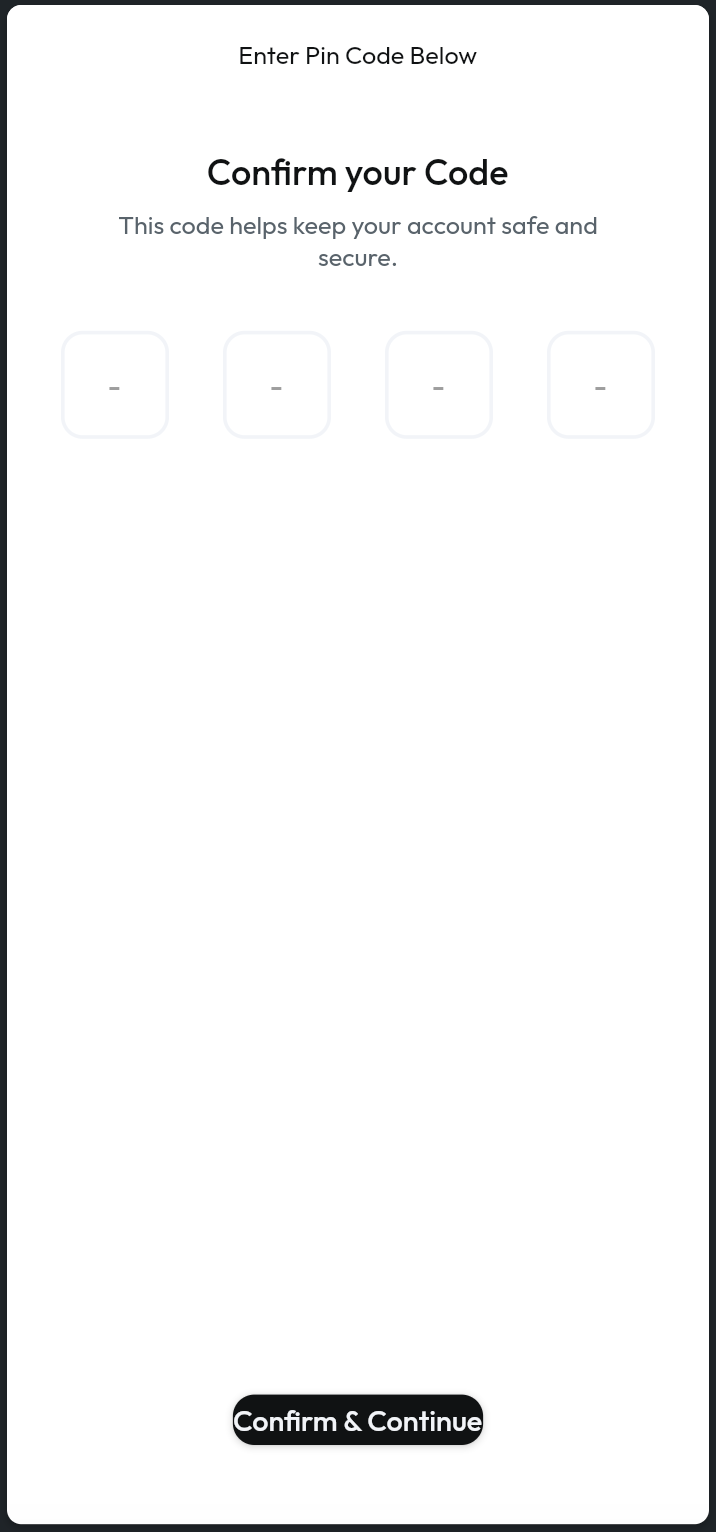 Enter Pin Code Below
Confirm your Code
This code helps keep your account safe and
secure.
- - - -
Confirm & Continue